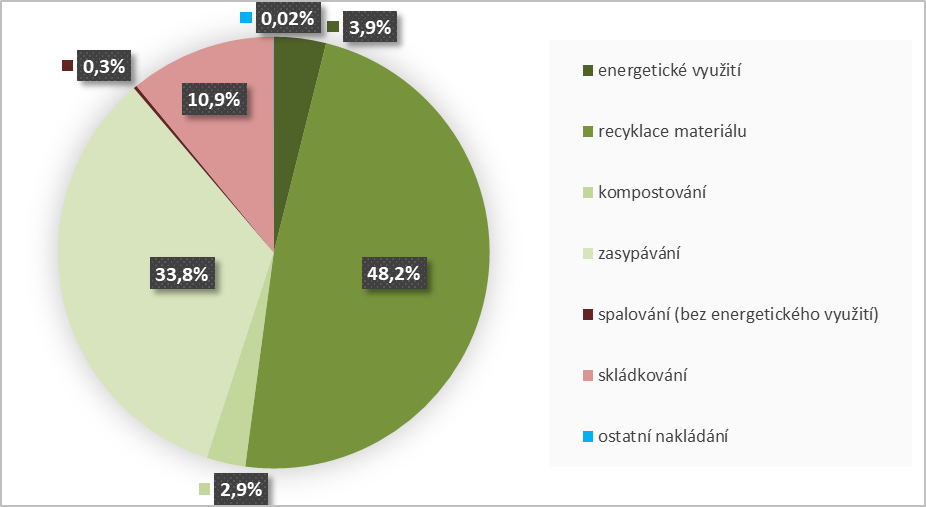 0,02%
3,9%
0,3%
10,9%
33,8%
48,2%
2,9%
energetické využití
recyklace materiálu
kompostování
zasypávání
spalování (bez energetického využití)
skládkování
ostatní nakládání